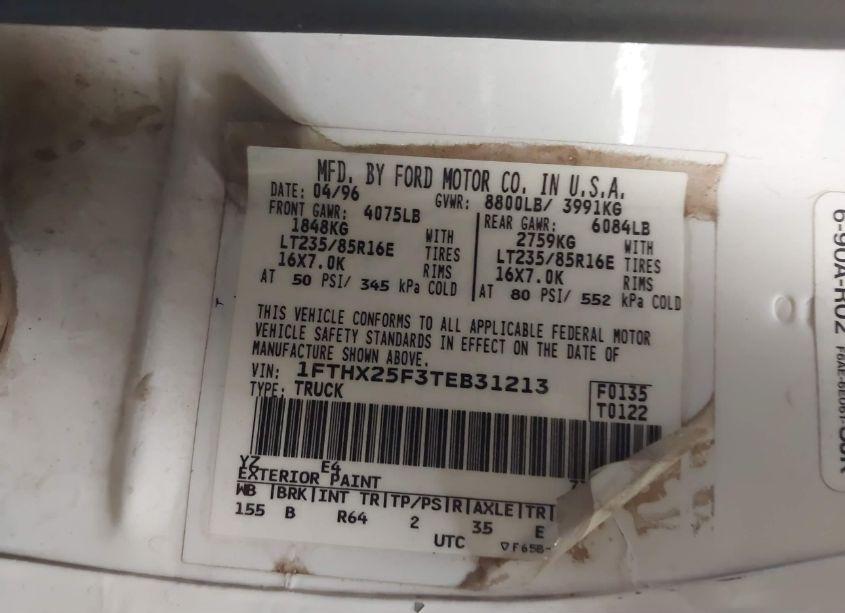 MFD. BY FORD MOTOR CO. IN U.S.A.
DATE: 04/96 GVWR: 8800LB/ 3991KG
FRONT GAWR: 4075LB REAR GAWR: 6084LB
1848KG WITH 2759KG WITH
LT235/85R16E TIRES LT235/85R16E TIRES
16X7.0K RIMS 16X7.0K RIMS
AT 50 PSI/ 345 kPa COLD AT 80 PSI/ 552 kPa COLD
THIS VEHICLE CONFORMS TO ALL APPLICABLE FEDERAL MOTOR
VEHICLE SAFETY STANDARDS IN EFFECT ON THE DATE OF
MANUFACTURE SHOWN ABOVE.
VIN: 1FTHX25F3TEB31213 F0135
TYPE: TRUCK T0122
YZ E4
EXTERIOR PAINT
WB BRK INT TR TP/PS R AXLE TR
155 B R64 2 35 E
UTC F65B-
6-90A-R02